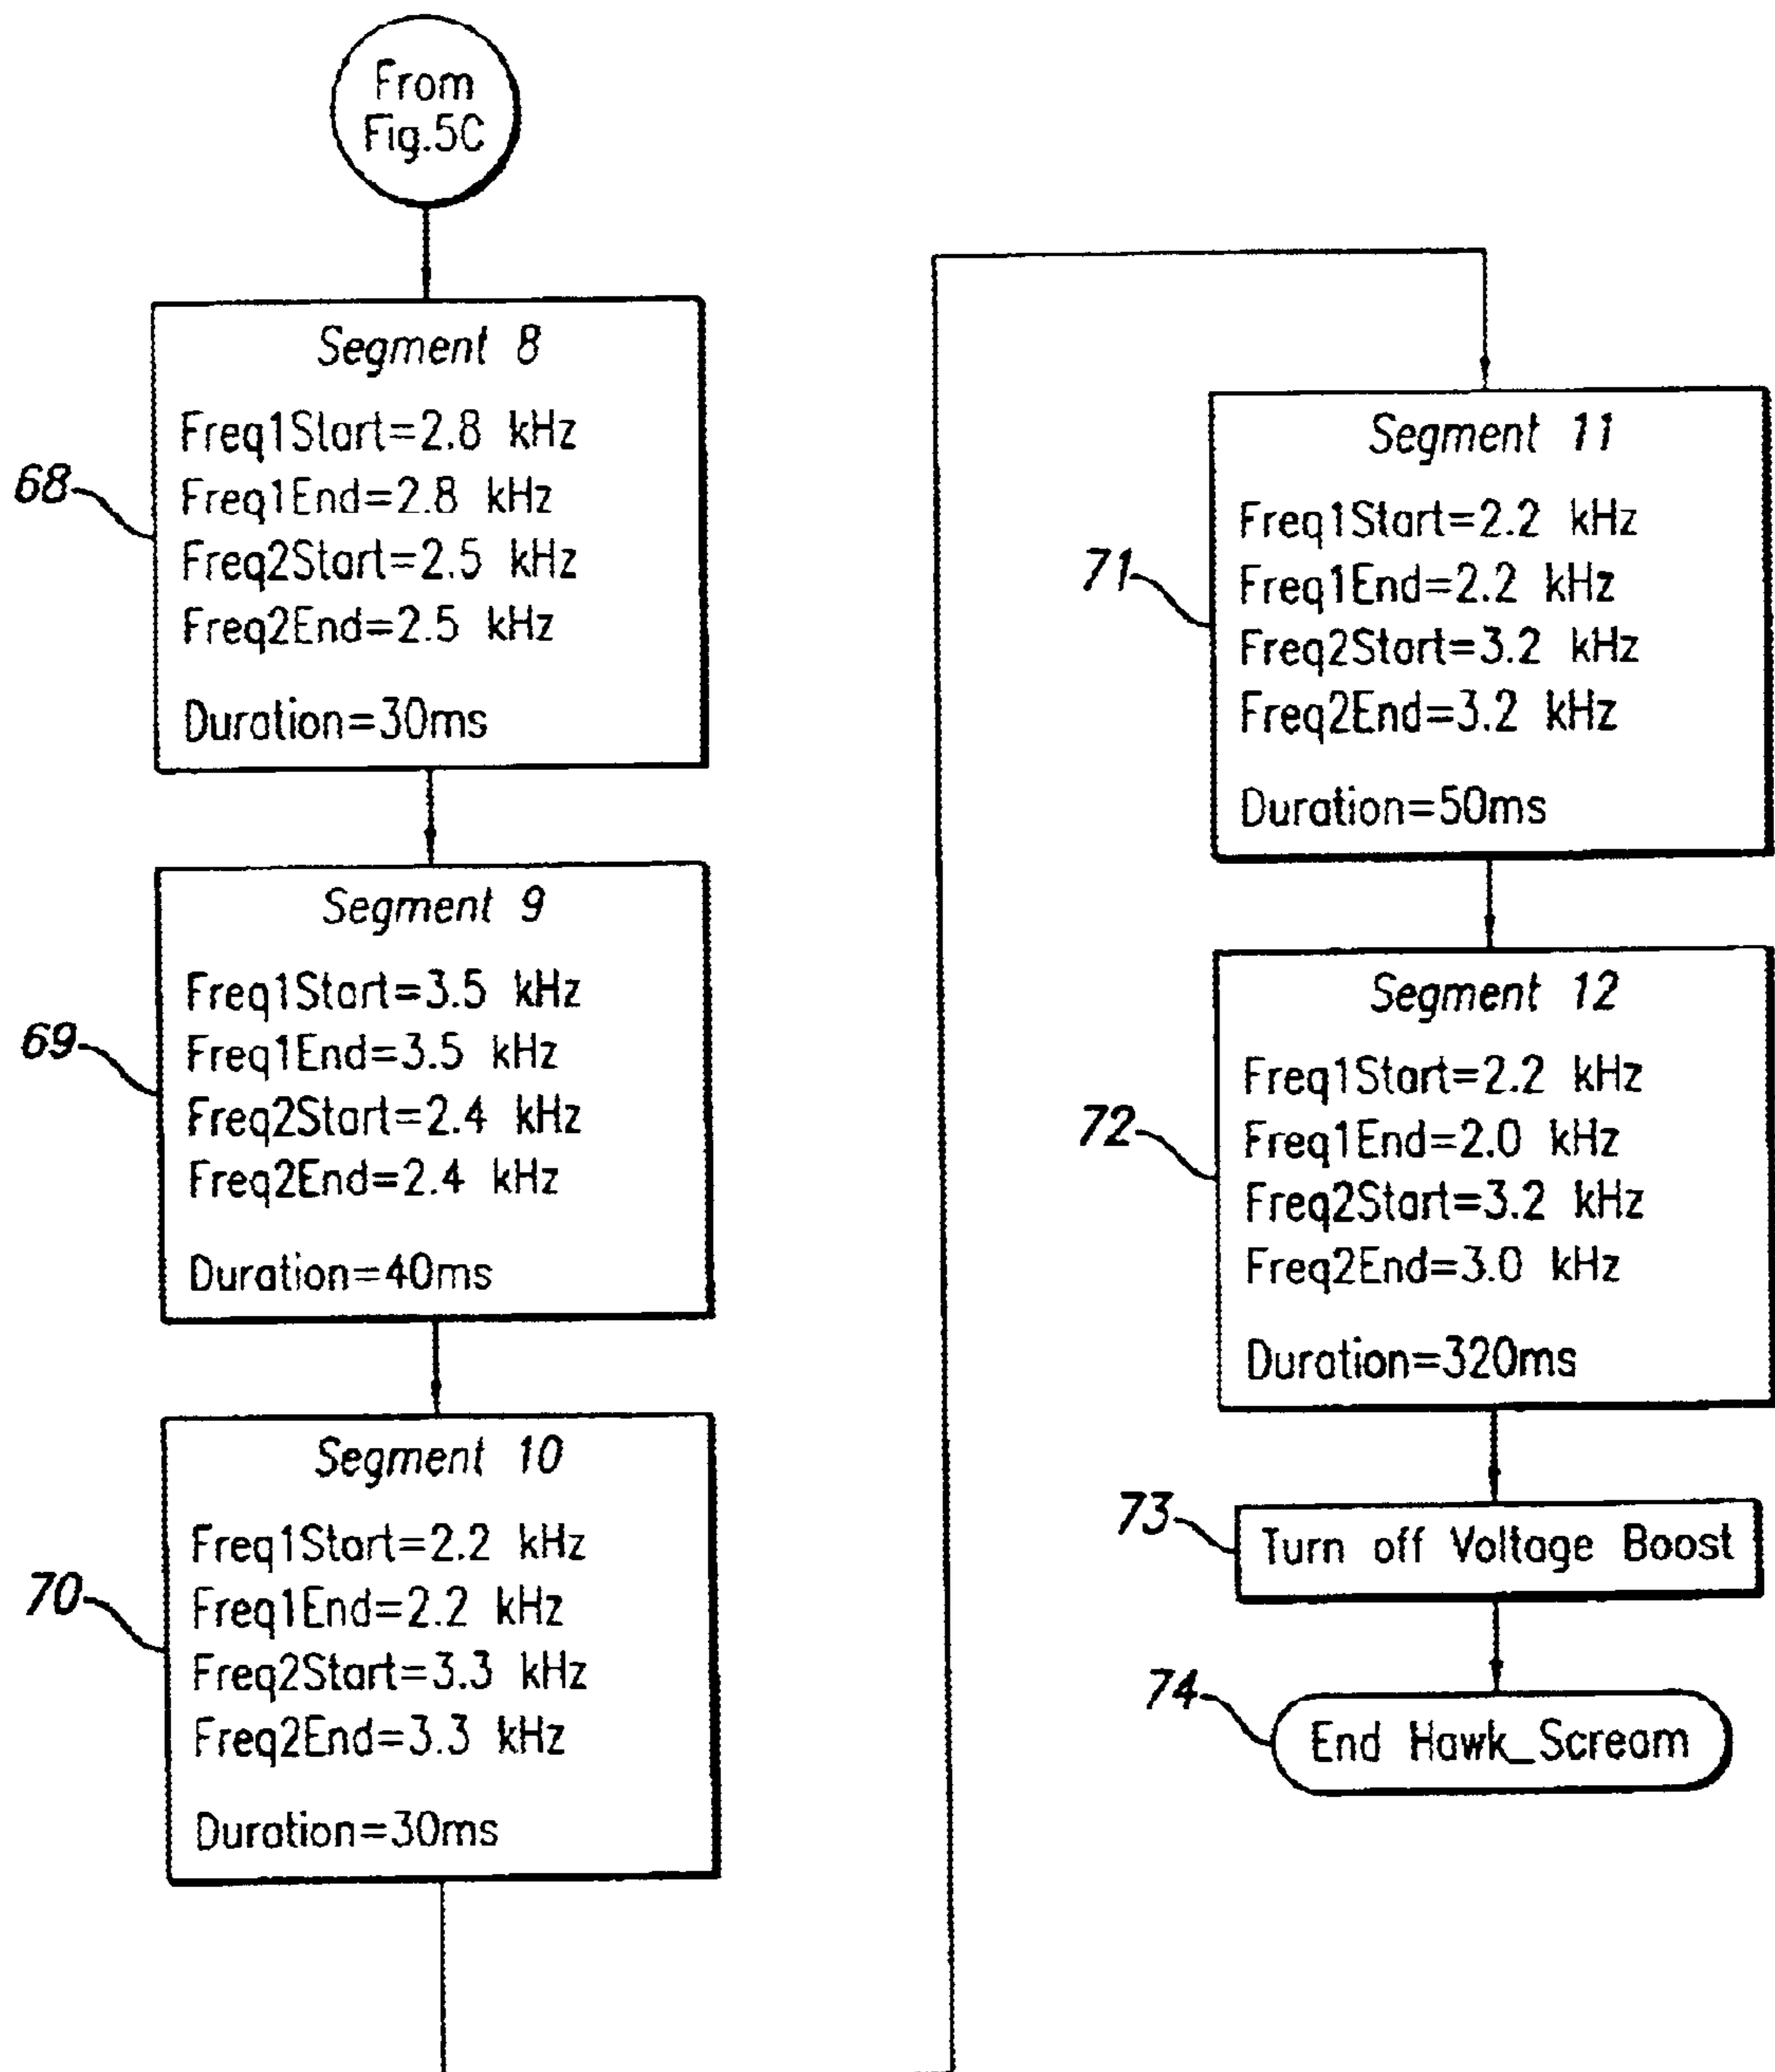 From
Fig.5C
Segment 8
Freq1Start=2.8 kHz
Freq1End=2.8 kHz
68
Freq2Start=2.5 kHz
Freq2End=2.5 kHz
Duration=30ms
Segment 9
Freq1Start=3.5 kHz
69
Freq1End=3.5 kHz
Freq2Start=2.4 kHz
Freq2End=2.4 kHz
Duration=40ms
Segment 10
Freq1Start=2.2 kHz
70
Freq1End=2.2 kHz
Freq2Start=3.3 kHz
Freq2End=3.3 kHz
Duration=30ms
Segment 11
Freq1Start=2.2 kHz
71
Freq1End=2.2 kHz
Freq2Start=3.2 kHz
Freq2End=3.2 kHz
Duration=50ms
Segment 12
Freq1Start=2.2 kHz
72
Freq1End=2.0 kHz
Freq2Start=3.2 kHz
Freq2End=3.0 kHz
Duration=320ms
73
Turn off Voltage Boost
74
End Hawk_Scream